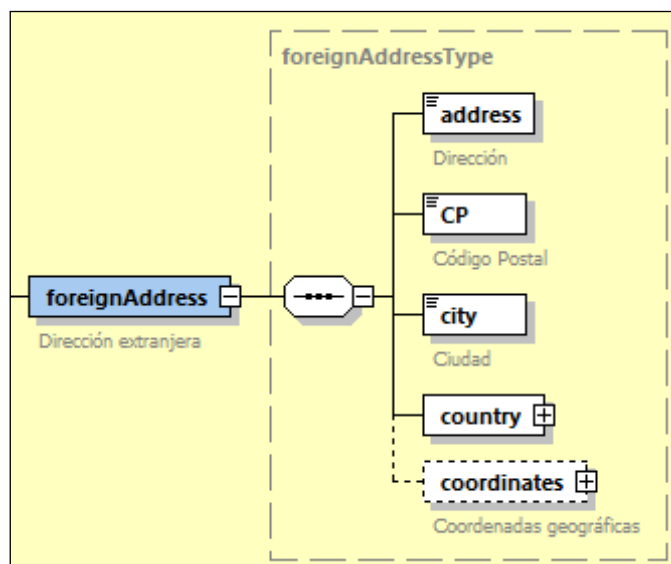 foreignAddressType
address
Dirección
CP
Código Postal
foreignAddress
Dirección extranjera
city
Ciudad
country
coordinates
Coordenadas geográficas